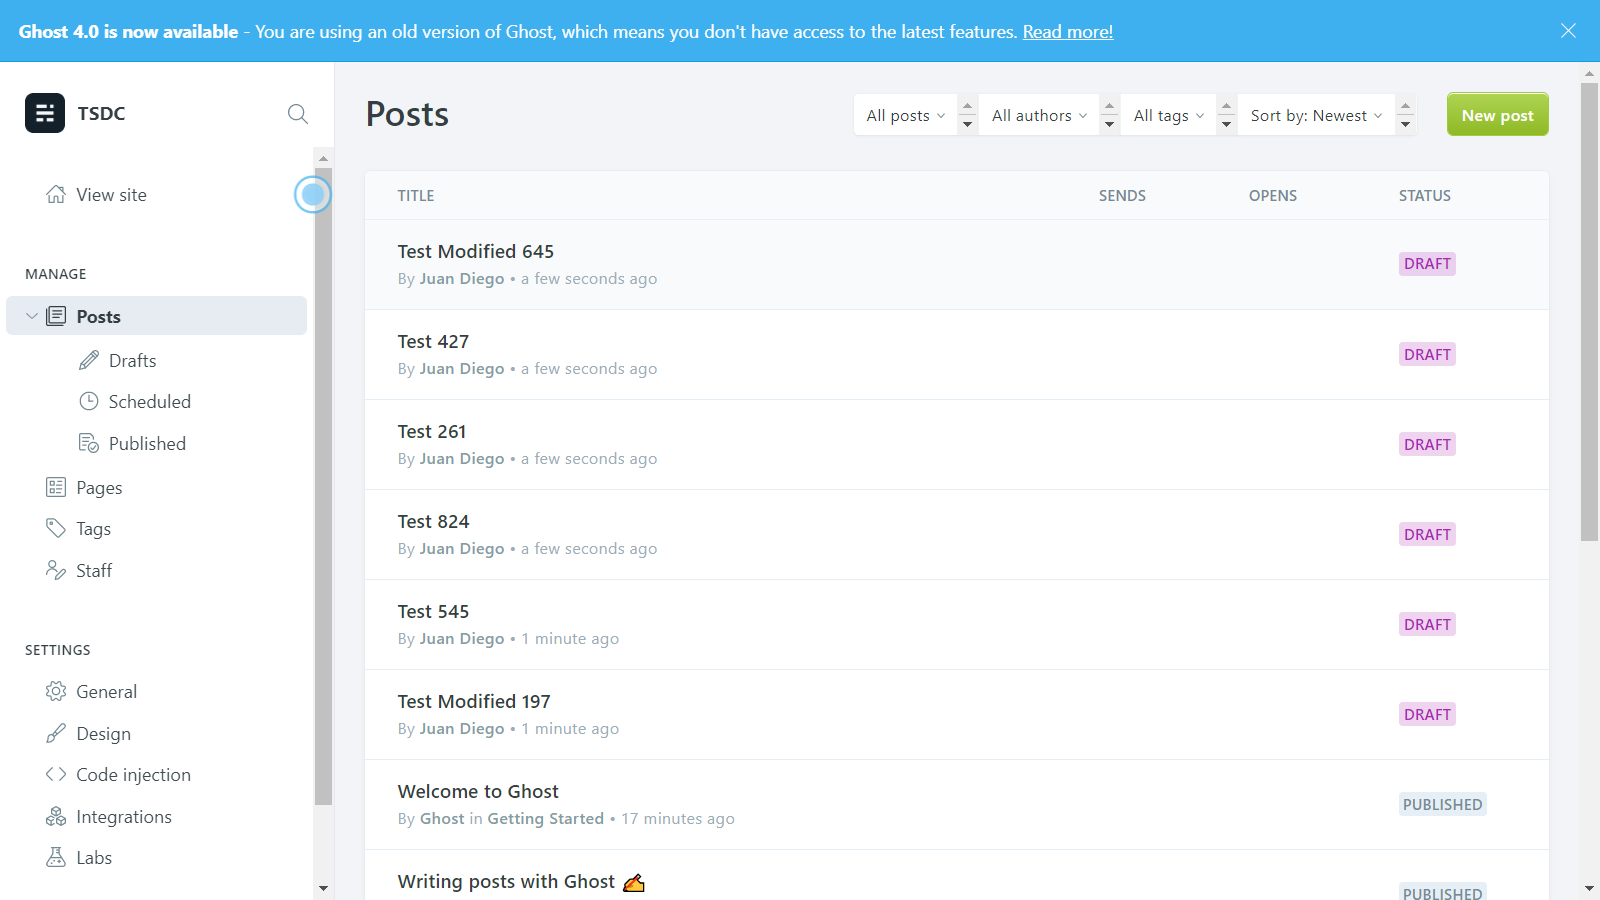 Ghost 4.0 is now available - You are using an old version of Ghost, which means you don't have access to the latest features. Read more!
TSDC
View site
MANAGE
Posts
Drafts
Scheduled
Published
Pages
Tags
Staff
SETTINGS
General
Design
Code injection
Integrations
Labs
Posts
All posts
All authors
All tags
Sort by: Newest
New post
TITLE SENDS OPENS STATUS
Test Modified 645
By Juan Diego • a few seconds ago
DRAFT
Test 427
By Juan Diego • a few seconds ago
DRAFT
Test 261
By Juan Diego • a few seconds ago
DRAFT
Test 824
By Juan Diego • a few seconds ago
DRAFT
Test 545
By Juan Diego • 1 minute ago
DRAFT
Test Modified 197
By Juan Diego • 1 minute ago
DRAFT
Welcome to Ghost
By Ghost in Getting Started • 17 minutes ago
PUBLISHED
Writing posts with Ghost ✍️
PUBLISHED